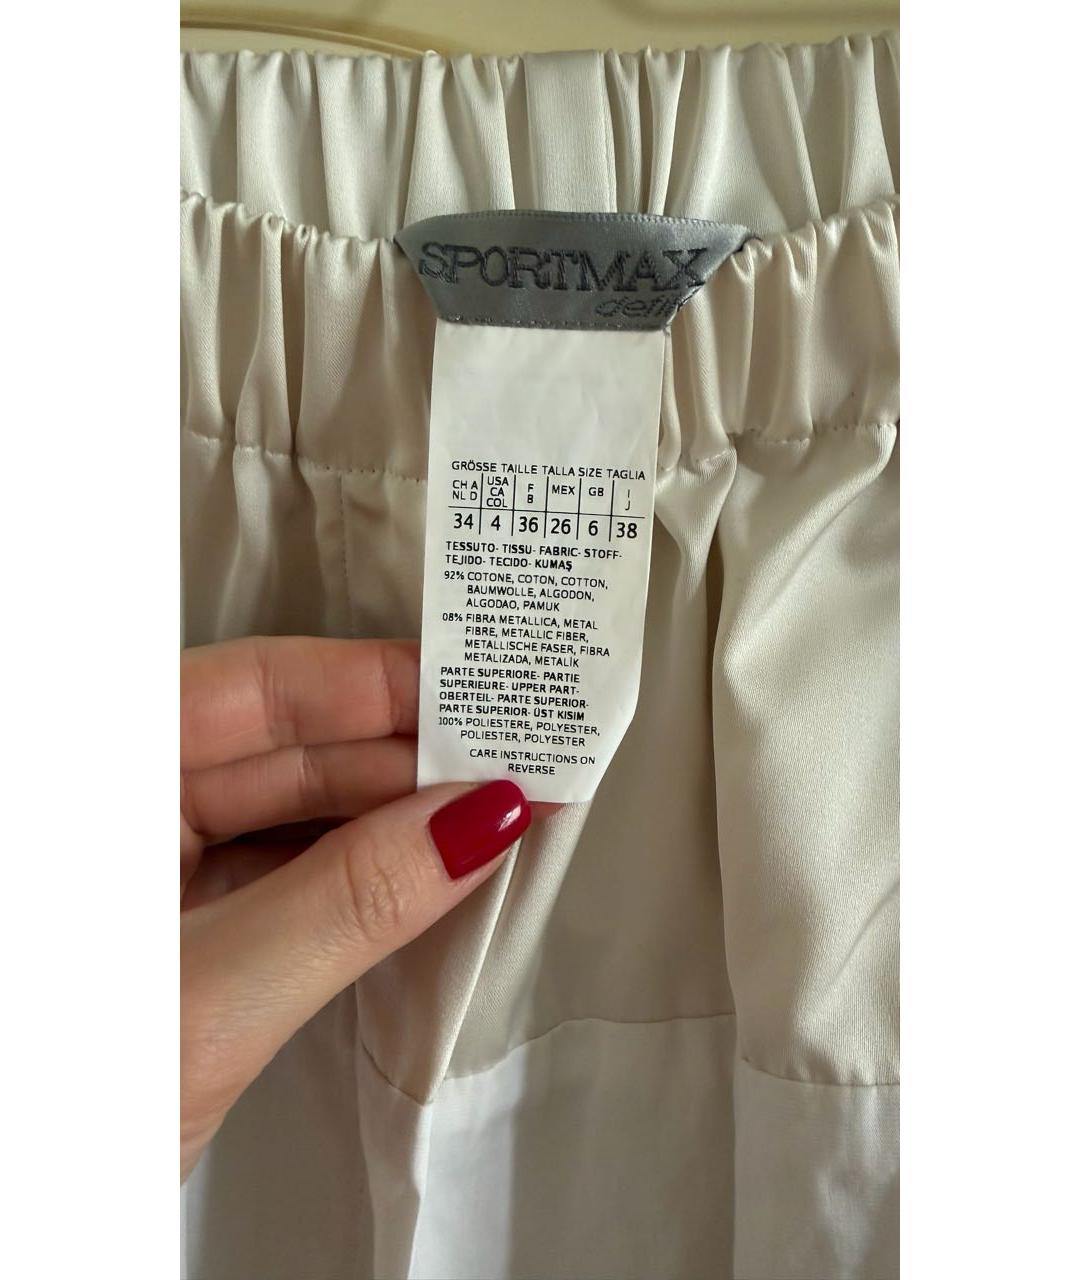 SPORTMAX
GRÖSSE TAILLE TALLA SIZE TAGLIA
CH A USA F MEX GB I
NL D CA B J
COL
34 4 36 26 6 38
TESSUTO- TISSU- FABRIC- STOFF-
TEJIDO- TECIDO- KUMAŞ
92% COTONE, COTON, COTTON,
BAUMWOLLE, ALGODON,
ALGODAO, PAMUK
08% FIBRA METALLICA, METAL
FIBRE, METALLIC FIBER,
METALLISCHE FASER, FIBRA
METALIZADA, METALİK
PARTE SUPERIORE- PARTIE
SUPERIEURE- UPPER PART-
OBERTEIL- PARTE SUPERIOR-
PARTE SUPERIOR- ÜST KISIM
100% POLIESTERE, POLYESTER,
POLIESTER, POLYESTER
CARE INSTRUCTIONS ON
REVERSE